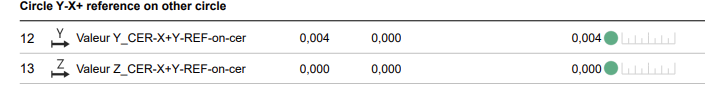 Circle Y-X+ reference on other circle
12 Y Valeur Y_CER-X+Y-REF-on-cer 0,004 0,000 0,004
13 Z Valeur Z_CER-X+Y-REF-on-cer 0,000 0,000 0,000